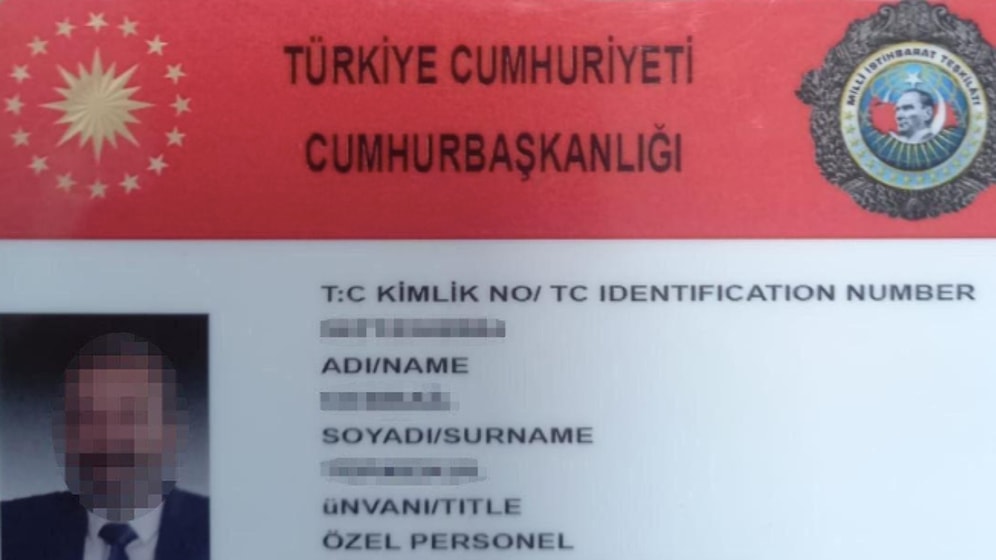 TÜRKİYE CUMHURİYETİ
CUMHURBAŞKANLIĞI
MİLLİ İSTİHBARAT TEŞKİLATI
T:C KİMLİK NO/ TC IDENTIFICATION NUMBER
ADI/NAME
SOYADI/SURNAME
üNVANI/TITLE
ÖZEL PERSONEL